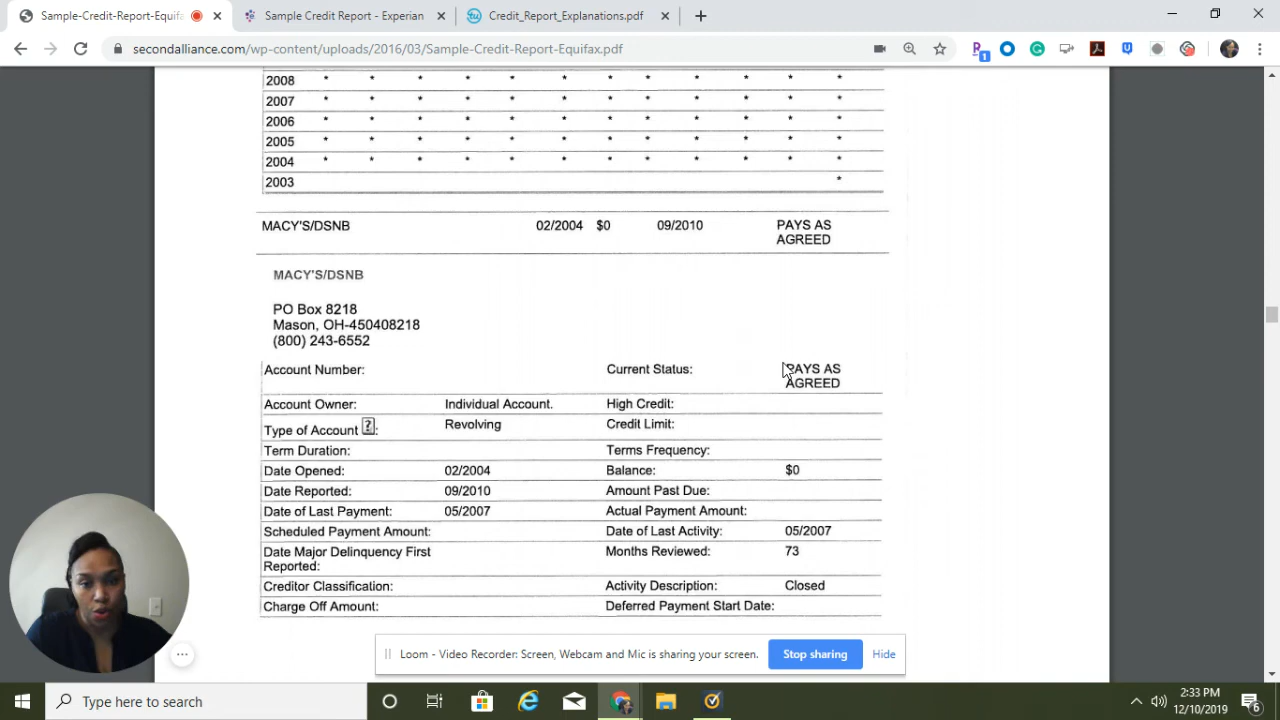 Sample-Credit-Report-Equifa
Sample Credit Report - Experian
Credit_Report_Explanations.pdf
secondalliance.com/wp-content/uploads/2016/03/Sample-Credit-Report-Equifax.pdf
1
2008 * * * * * * * * * * * *
2007 * * * * * * * * * * * *
2006 * * * * * * * * * * * *
2005 * * * * * * * * * * * *
2004 * * * * * * * * * * * *
2003 *
MACY'S/DSNB 02/2004 $0 09/2010 PAYS AS
AGREED
MACY'S/DSNB
PO Box 8218
Mason, OH-450408218
(800) 243-6552
Account Number: Current Status: PAYS AS
AGREED
Account Owner: Individual Account. High Credit:
Type of Account ?: Revolving Credit Limit:
Term Duration: Terms Frequency:
Date Opened: 02/2004 Balance: $0
Date Reported: 09/2010 Amount Past Due:
Date of Last Payment: 05/2007 Actual Payment Amount:
Scheduled Payment Amount: Date of Last Activity: 05/2007
Date Major Delinquency First Months Reviewed: 73
Reported:
Creditor Classification: Activity Description: Closed
Charge Off Amount: Deferred Payment Start Date:
Loom - Video Recorder: Screen, Webcam and Mic is sharing your screen. Stop sharing Hide
Type here to search
2:33 PM
12/10/2019
6